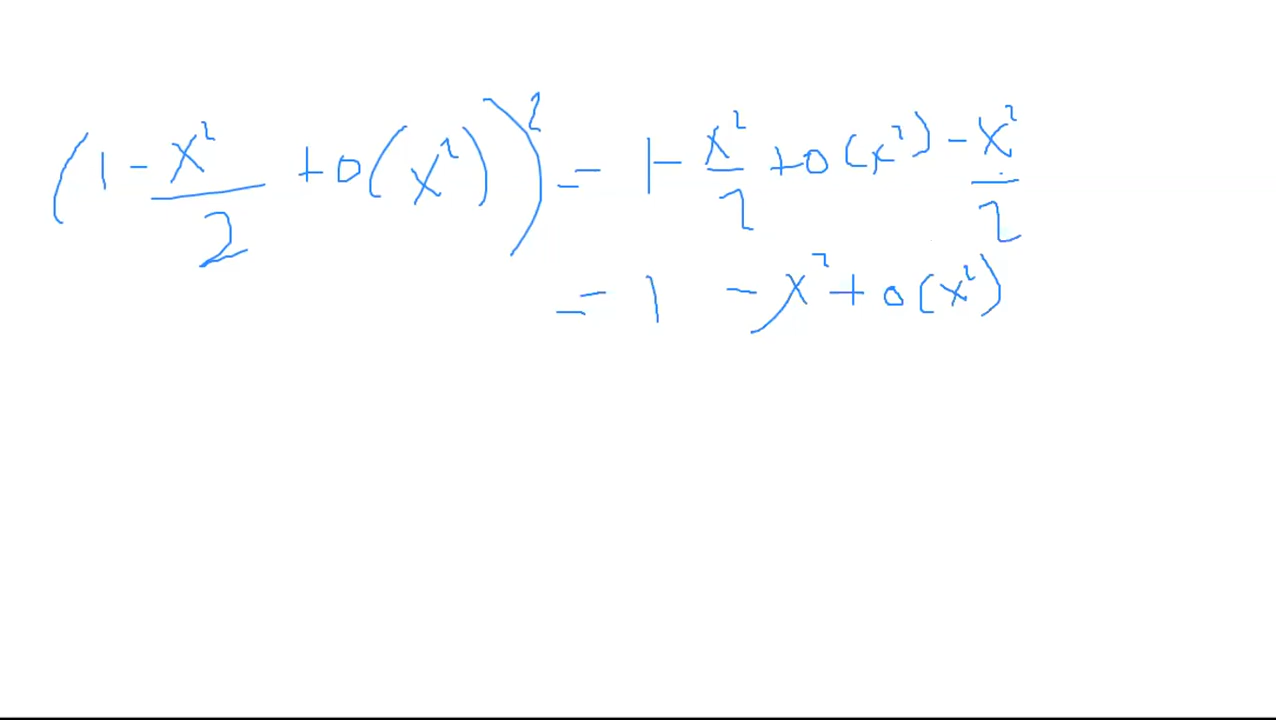 (1 - x²/2 + o(x²))² = 1 - x²/2 + o(x²) - x²/2
= 1 - x² + o(x²)